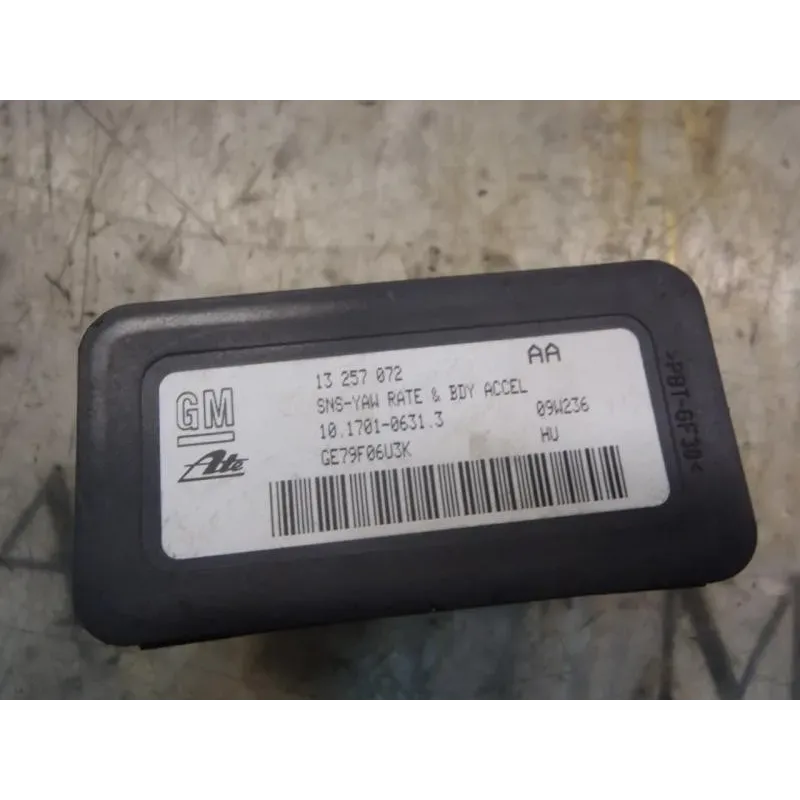 13 257 072
AA
GM
SNS-YAW RATE & BDY ACCEL
10.1701-0631.3
09W236
Ate
GE79F06U3K
HU
>PBT-GF30<